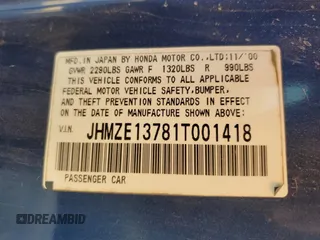 MFD.IN JAPAN BY HONDA MOTOR CO.,LTD:11/'00
GVWR 2290LBS GAWR F 1320LBS R 990LBS
THIS VEHICLE CONFORMS TO ALL APPLICABLE
FEDERAL MOTOR VEHICLE SAFETY,BUMPER,
AND THEFT PREVENTION STANDARDS IN EFFECT
ON THE DATE OF MANUFACTURE SHOWN ABOVE.
V.I.N. JHMZE13781T001418
PASSENGER CAR
DREAMBID